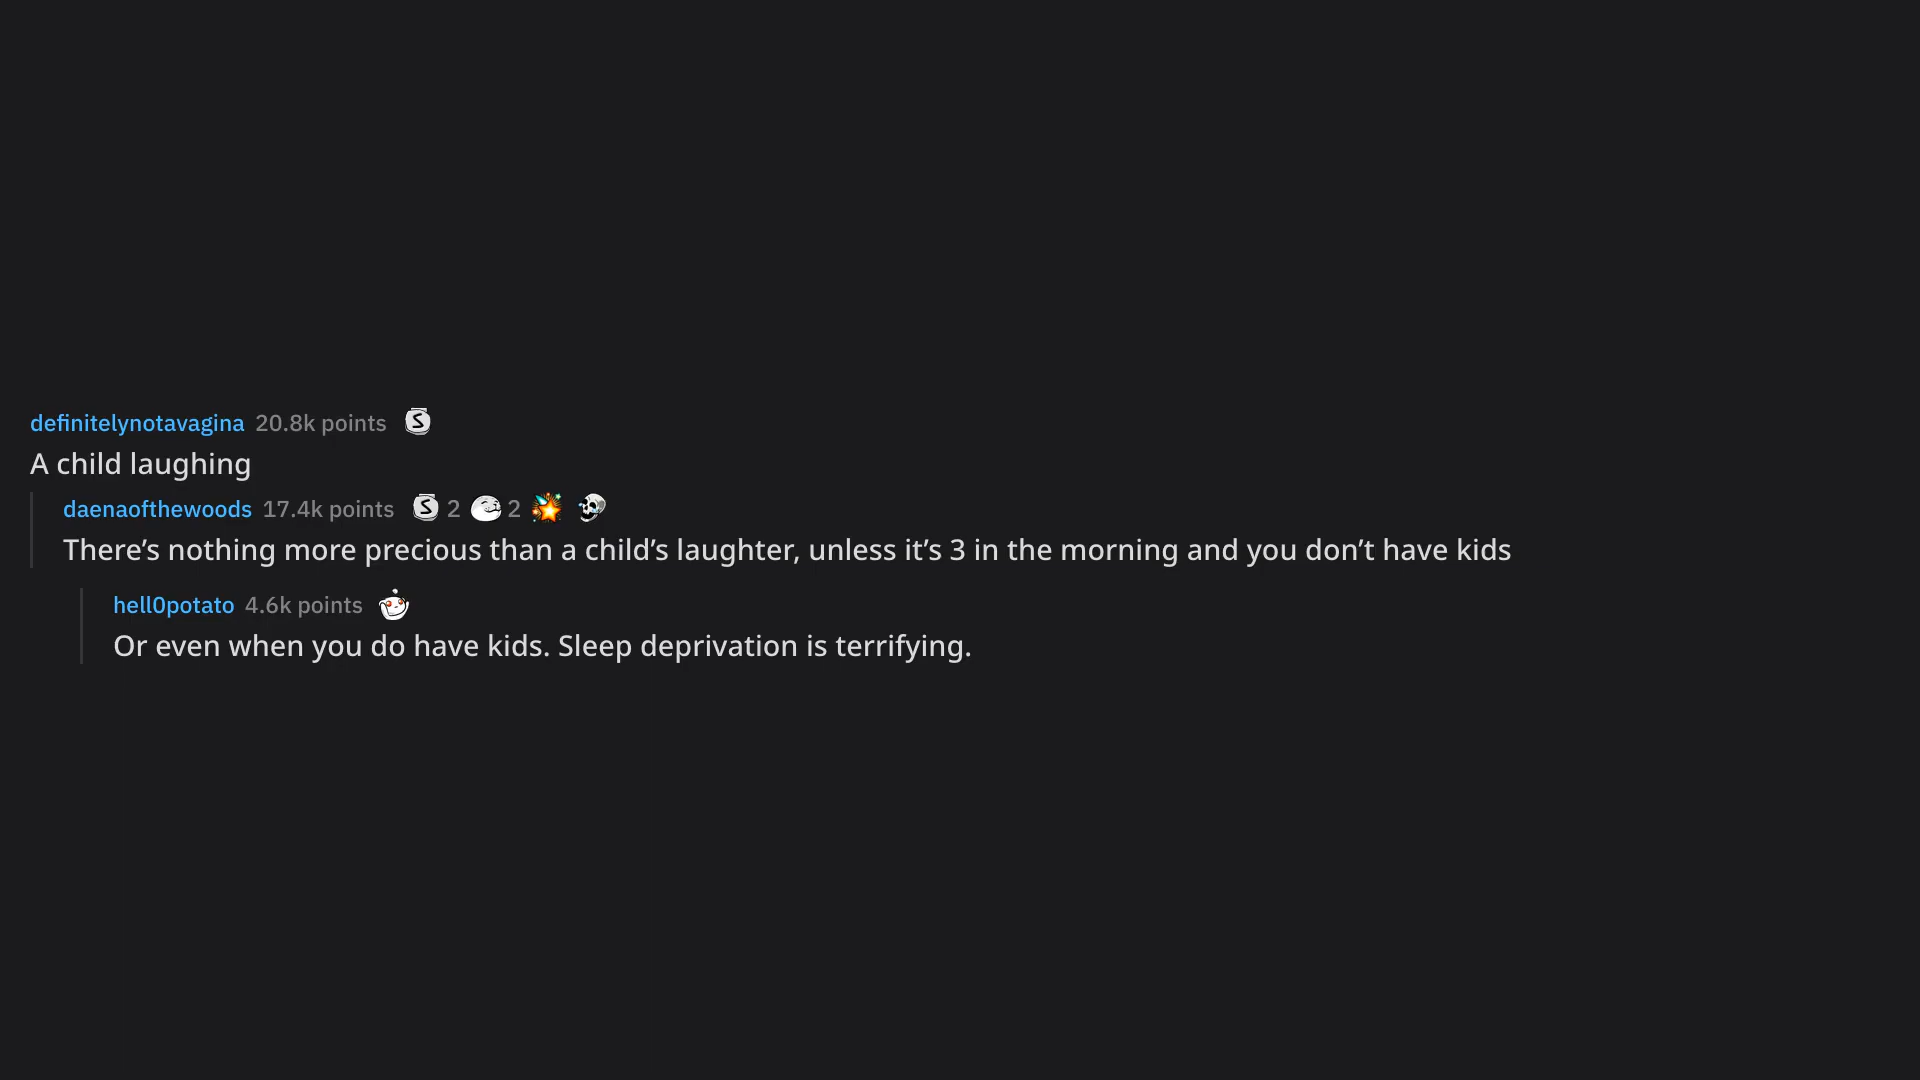 definitelynotavagina 20.8k points S
A child laughing
daenaofthewoods 17.4k points S 2 2
There’s nothing more precious than a child’s laughter, unless it’s 3 in the morning and you don’t have kids
hell0potato 4.6k points
Or even when you do have kids. Sleep deprivation is terrifying.